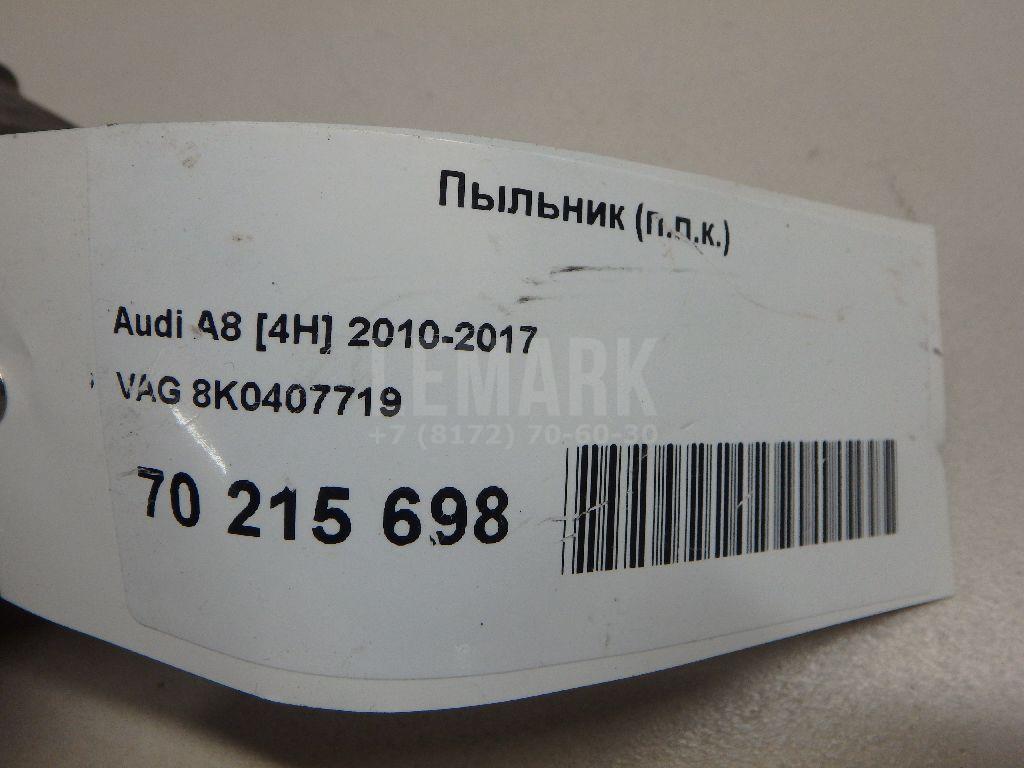 Пыльник (п.п.к.)
Audi A8 [4H] 2010-2017
VAG 8K0407719
LEMARK
+7 (8172) 70-60-30
70 215 698